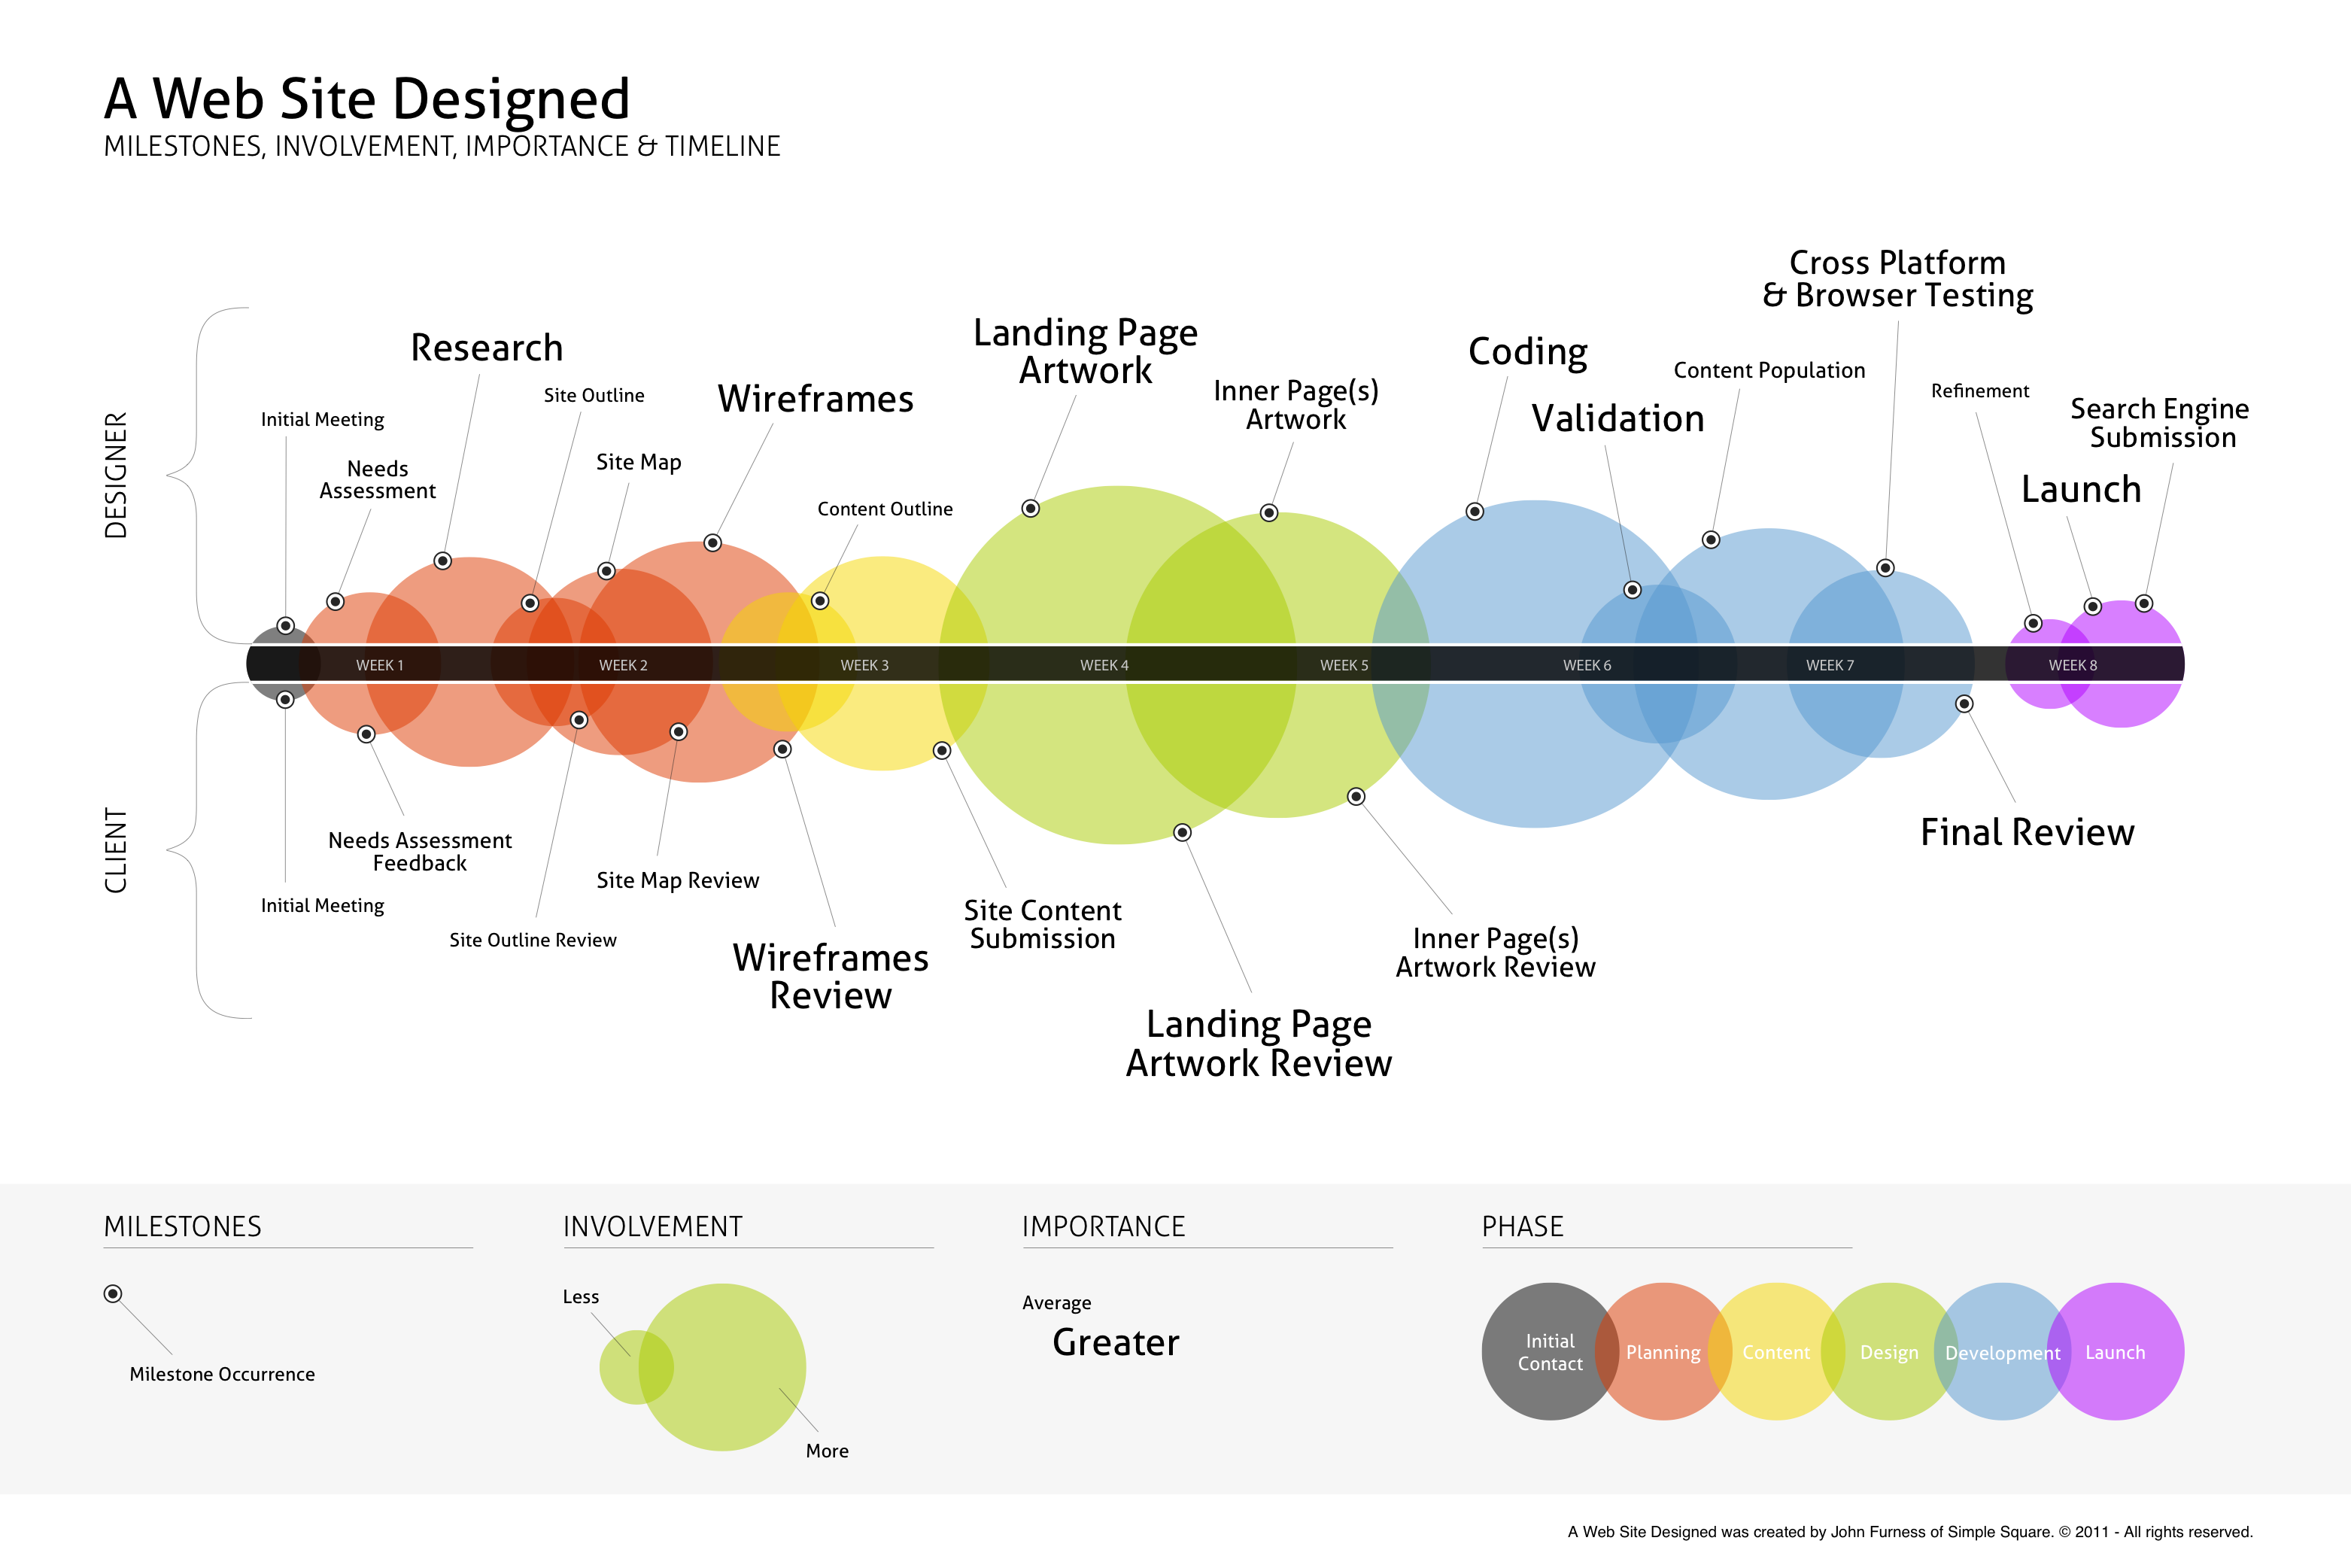 A Web Site Designed
MILESTONES, INVOLVEMENT, IMPORTANCE & TIMELINE
DESIGNER
Initial Meeting
Needs
Assessment
Research
Site Outline
Site Map
Wireframes
Content Outline
Landing Page
Artwork
Inner Page(s)
Artwork
Coding
Validation
Content Population
Cross Platform
& Browser Testing
Refinement
Launch
Search Engine
Submission
WEEK 1
WEEK 2
WEEK 3
WEEK 4
WEEK 5
WEEK 6
WEEK 7
WEEK 8
CLIENT
Initial Meeting
Needs Assessment
Feedback
Site Outline Review
Site Map Review
Wireframes
Review
Site Content
Submission
Landing Page
Artwork Review
Inner Page(s)
Artwork Review
Final Review
MILESTONES
Milestone Occurrence
INVOLVEMENT
Less
More
IMPORTANCE
Average
Greater
PHASE
Initial
Contact
Planning
Content
Design
Development
Launch
A Web Site Designed was created by John Furness of Simple Square. © 2011 - All rights reserved.